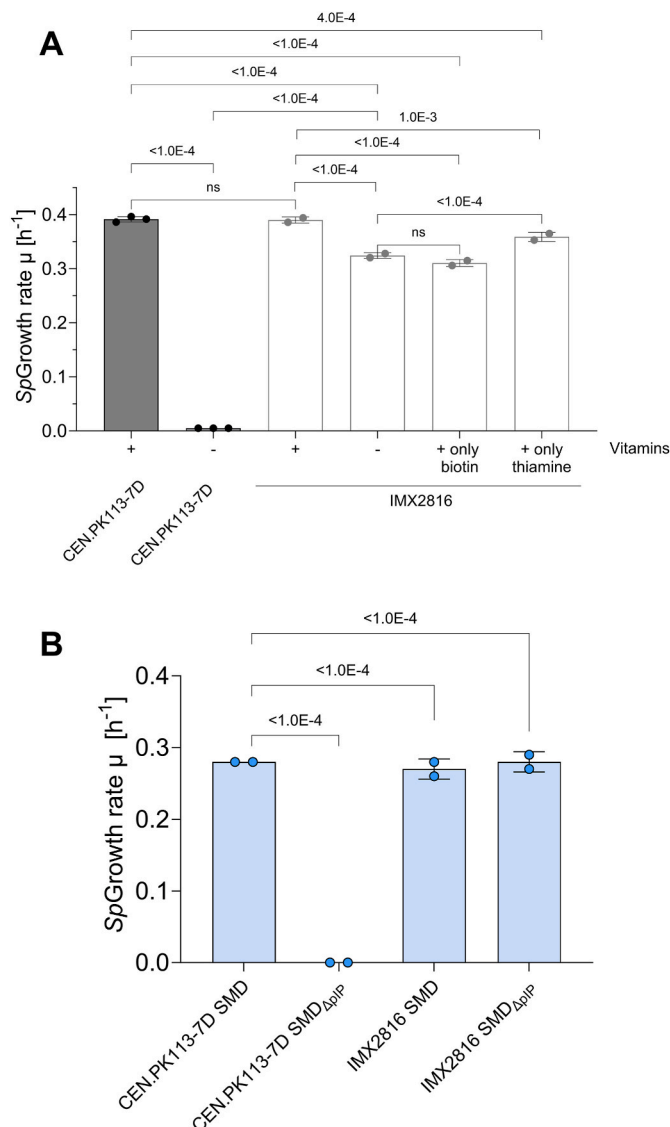 A
4.0E-4
<1.0E-4
<1.0E-4
<1.0E-4
1.0E-3
<1.0E-4
<1.0E-4
<1.0E-4
ns
<1.0E-4
ns
SpGrowth rate µ [h-1]
0.4
0.3
0.2
0.1
0.0
+
-
+
-
+ only
biotin
+ only
thiamine
Vitamins
CEN.PK113-7D
CEN.PK113-7D
IMX2816
B
<1.0E-4
<1.0E-4
<1.0E-4
SpGrowth rate µ [h-1]
0.4
0.3
0.2
0.1
0.0
CEN.PK113-7D SMD
CEN.PK113-7D SMDΔpIP
IMX2816 SMD
IMX2816 SMDΔpIP